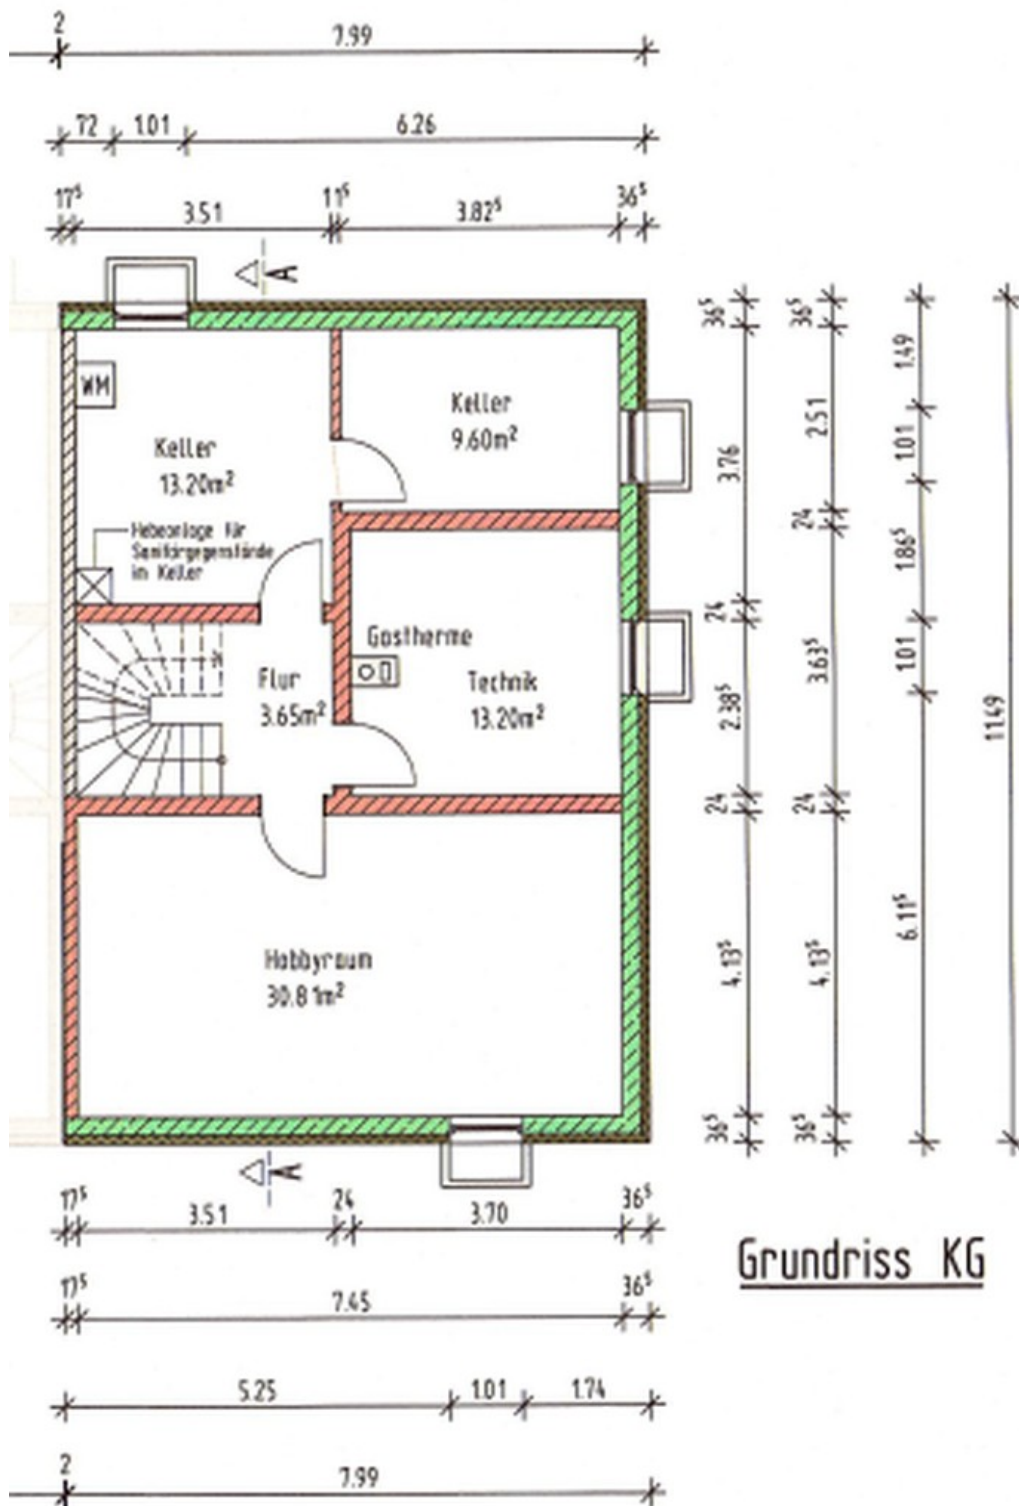 2
7.99
72 1.01 6.26
17⁵ 3.51 11⁵ 3.82⁵ 36⁵
A
WM
Keller
13.20m²
Keller
9.60m²
Hebeanlage für
Sanitärgegenstände
im Keller
Gastherme
Flur
3.65m²
Technik
13.20m²
Hobbyraum
30.81m²
A
36⁵ 3.76 24 2.38⁵ 24 4.13⁵ 36⁵
36⁵ 2.51 24 3.63⁵ 24 4.13⁵ 36⁵
1.49 1.01 1.86⁵ 1.01 6.11⁵
11.49
17⁵ 3.51 24 3.70 36⁵
17⁵ 7.45 36⁵
5.25 1.01 1.74
2
7.99
Grundriss KG